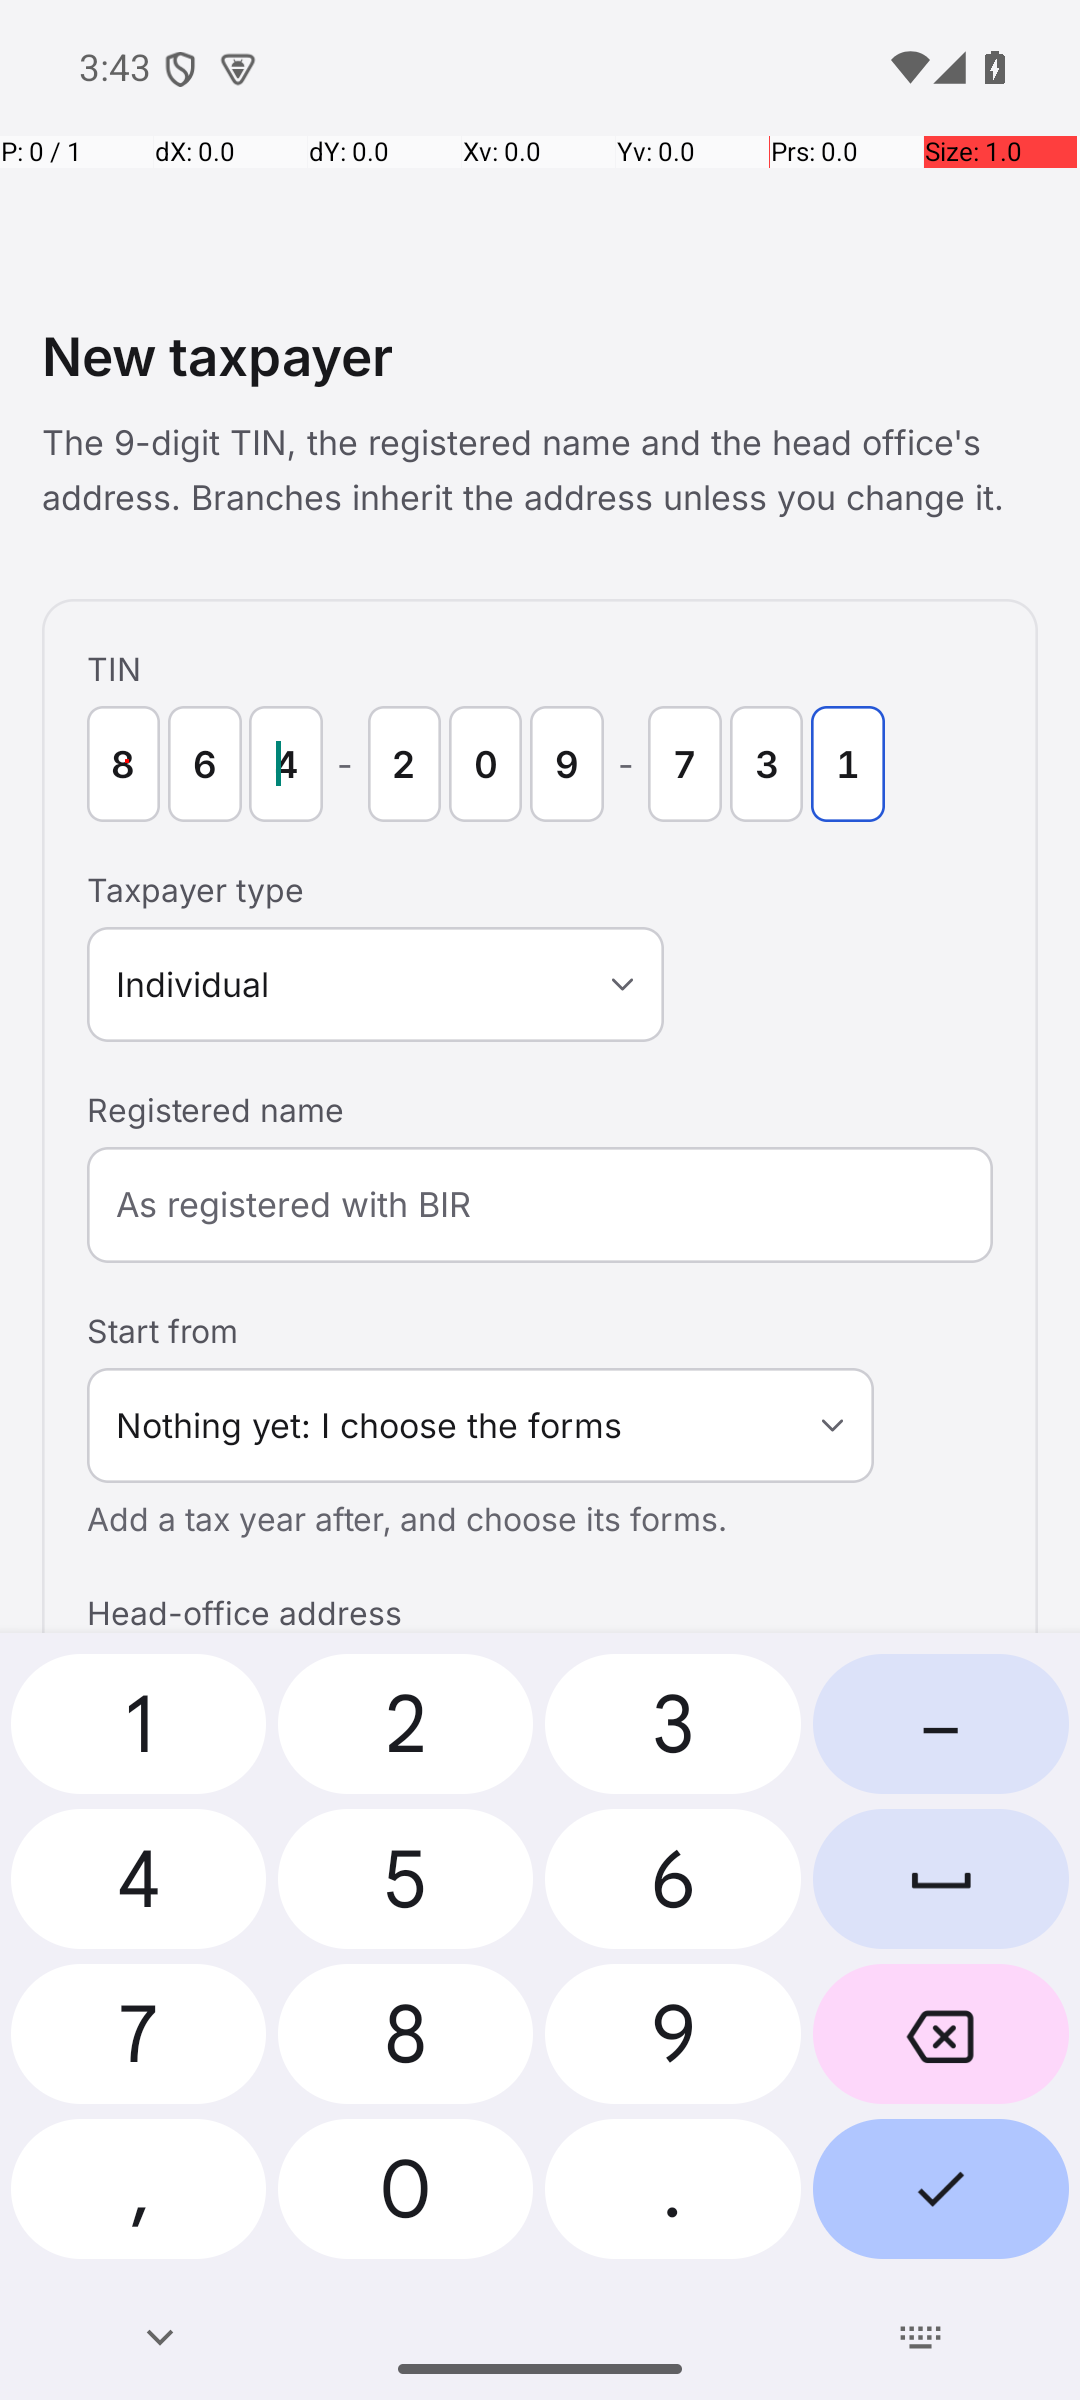 3:43
P: 0 / 1 dX: 0.0 dY: 0.0 Xv: 0.0 Yv: 0.0 Prs: 0.0 Size: 1.0
New taxpayer
The 9-digit TIN, the registered name and the head office's
address. Branches inherit the address unless you change it.
TIN
8 6 4 - 2 0 9 - 7 3 1
Taxpayer type
Individual
Registered name
As registered with BIR
Start from
Nothing yet: I choose the forms
Add a tax year after, and choose its forms.
Head-office address
1 2 3 –
4 5 6
7 8 9
, 0 .